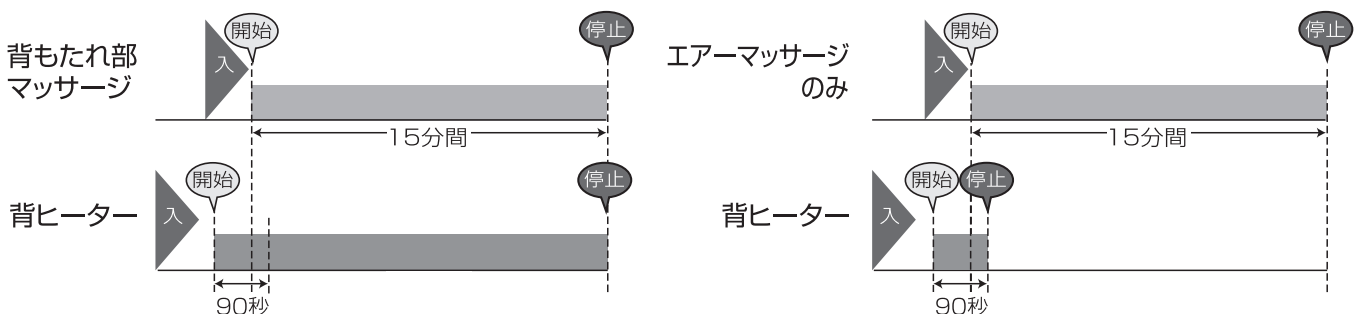 開始
停止
背もたれ部
マッサージ
入
15分間
開始
停止
背ヒーター
入
90秒
開始
停止
エアーマッサージ
のみ
入
15分間
開始
停止
背ヒーター
入
90秒